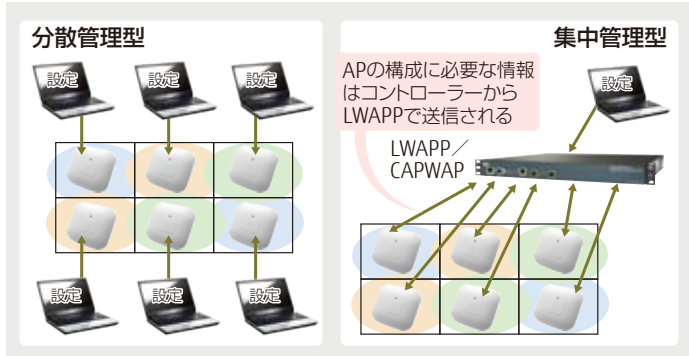 分散管理型
設定
設定
設定
設定
設定
設定
集中管理型
設定
APの構成に必要な情報
はコントローラーから
LWAPPで送信される
LWAPP／
CAPWAP